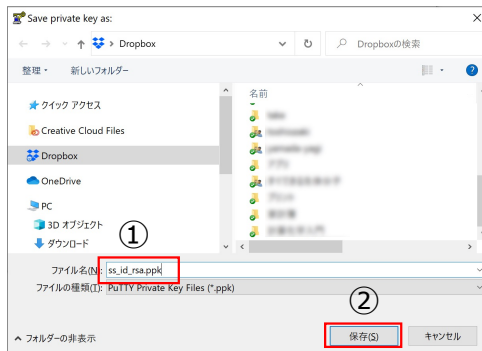 Save private key as:
Dropbox
Dropboxの検索
整理
新しいフォルダー
名前
クイック アクセス
Creative Cloud Files
Dropbox
OneDrive
PC
3D オブジェクト
ダウンロード
①
ファイル名(N): ss_id_rsa.ppk
ファイルの種類(T): PuTTY Private Key Files (*.ppk)
②
フォルダーの非表示
保存(S)
キャンセル